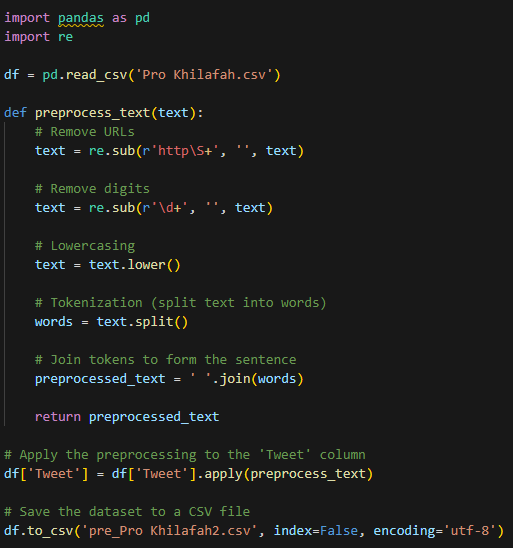 import pandas as pd
import re
df = pd.read_csv('Pro Khilafah.csv')
def preprocess_text(text):
    # Remove URLs
    text = re.sub(r'http\S+', '', text)
    # Remove digits
    text = re.sub(r'\d+', '', text)
    # Lowercasing
    text = text.lower()
    # Tokenization (split text into words)
    words = text.split()
    # Join tokens to form the sentence
    preprocessed_text = ' '.join(words)
    return preprocessed_text
# Apply the preprocessing to the 'Tweet' column
df['Tweet'] = df['Tweet'].apply(preprocess_text)
# Save the dataset to a CSV file
df.to_csv('pre_Pro Khilafah2.csv', index=False, encoding='utf-8')